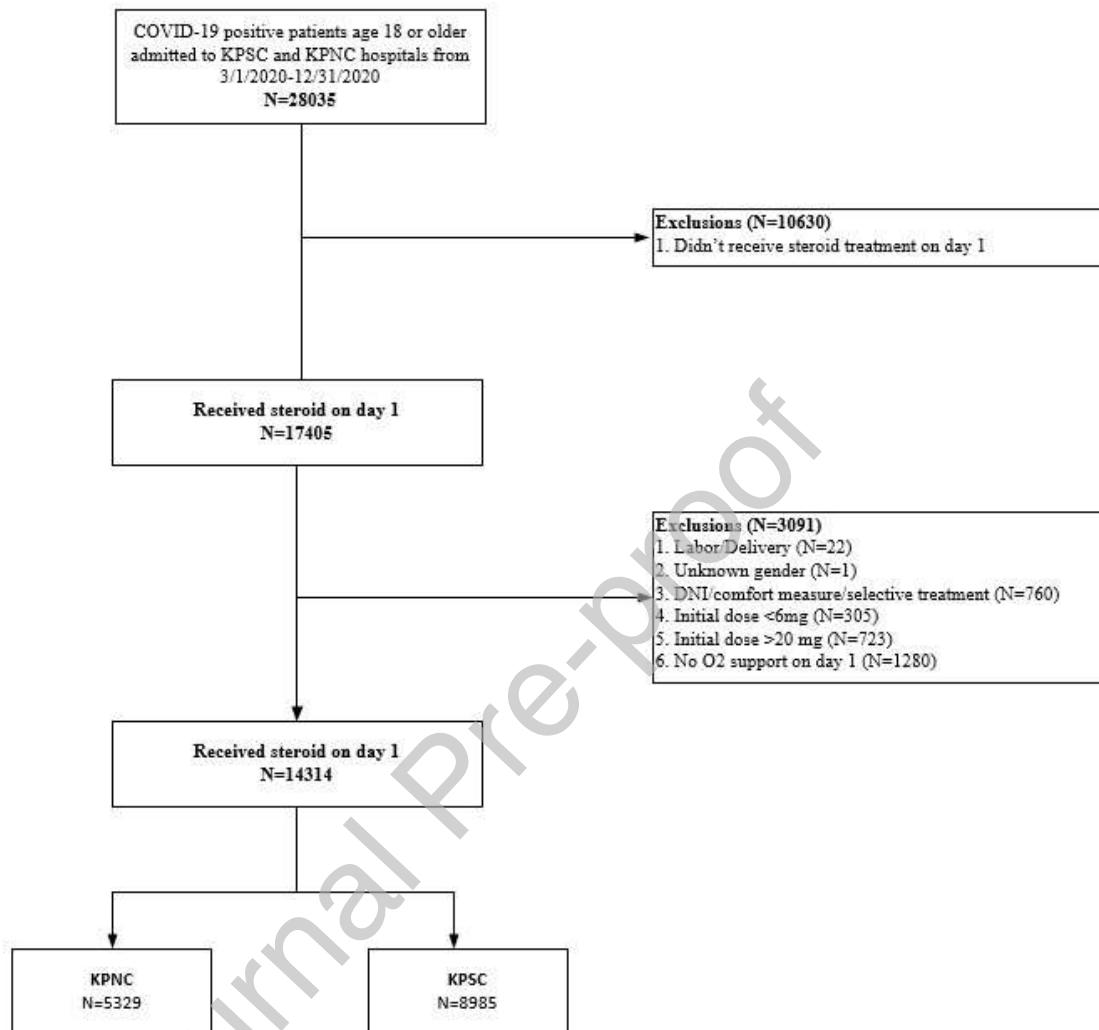 COVID-19 positive patients age 18 or older
admitted to KPSC and KPNC hospitals from
3/1/2020-12/31/2020
N=28035
Exclusions (N=10630)
1. Didn’t receive steroid treatment on day 1
Received steroid on day 1
N=17405
Exclusions (N=3091)
1. Labor/Delivery (N=22)
2. Unknown gender (N=1)
3. DNI/comfort measure/selective treatment (N=760)
4. Initial dose <6mg (N=305)
5. Initial dose >20 mg (N=723)
6. No O2 support on day 1 (N=1280)
Received steroid on day 1
N=14314
KPNC
N=5329
KPSC
N=8985
urnal Pre-proof